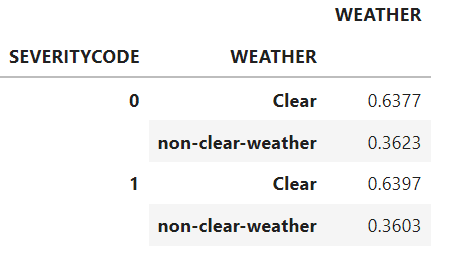 WEATHER
SEVERITYCODE WEATHER
0 Clear 0.6377
non-clear-weather 0.3623
1 Clear 0.6397
non-clear-weather 0.3603